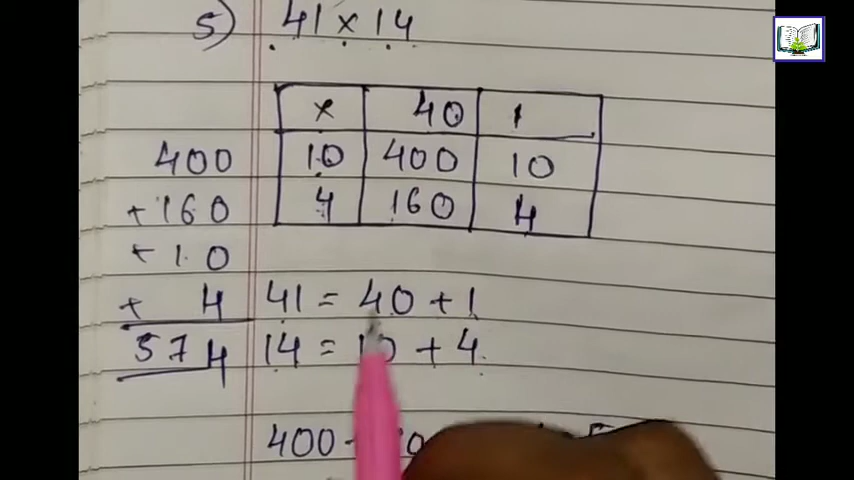 5) 41 × 14
× 40 1
400 10 400 10
+160 4 160 4
+10
+ 4 41 = 40 + 1
574 14 = 10 + 4
400